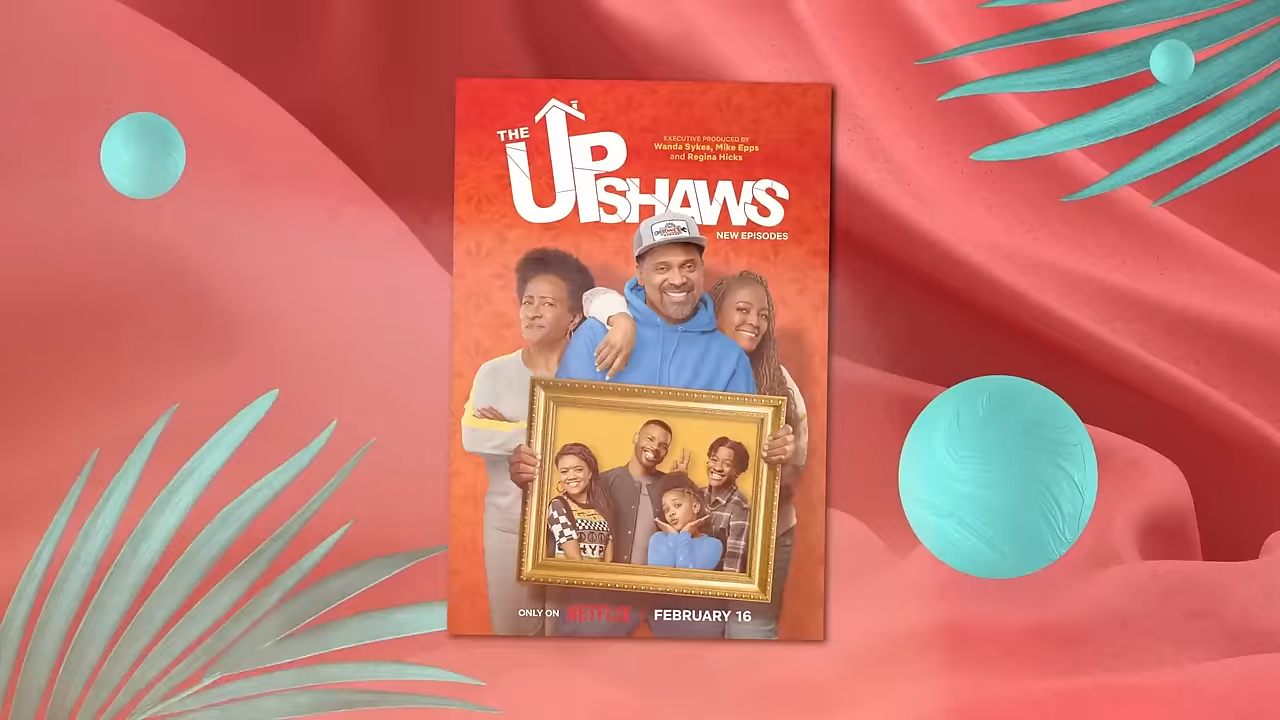 THE
UPSHAWS
EXECUTIVE PRODUCED BY
Wanda Sykes, Mike Epps
and Regina Hicks
NEW EPISODES
HYP
ONLY ON NETFLIX FEBRUARY 16